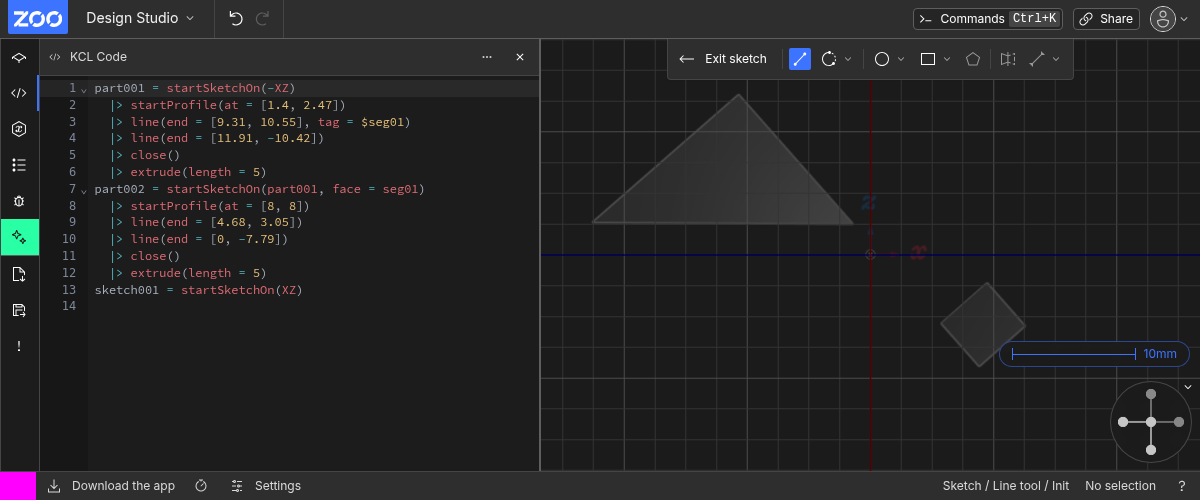 ZOO Design Studio Commands Ctrl+K Share
KCL Code
Exit sketch
1 part001 = startSketchOn(-XZ)
2 |> startProfile(at = [1.4, 2.47])
3 |> line(end = [9.31, 10.55], tag = $seg01)
4 |> line(end = [11.91, -10.42])
5 |> close()
6 |> extrude(length = 5)
7 part002 = startSketchOn(part001, face = seg01)
8 |> startProfile(at = [8, 8])
9 |> line(end = [4.68, 3.05])
10 |> line(end = [0, -7.79])
11 |> close()
12 |> extrude(length = 5)
13 sketch001 = startSketchOn(XZ)
14
z
x
10mm
Download the app Settings Sketch / Line tool / Init No selection ?